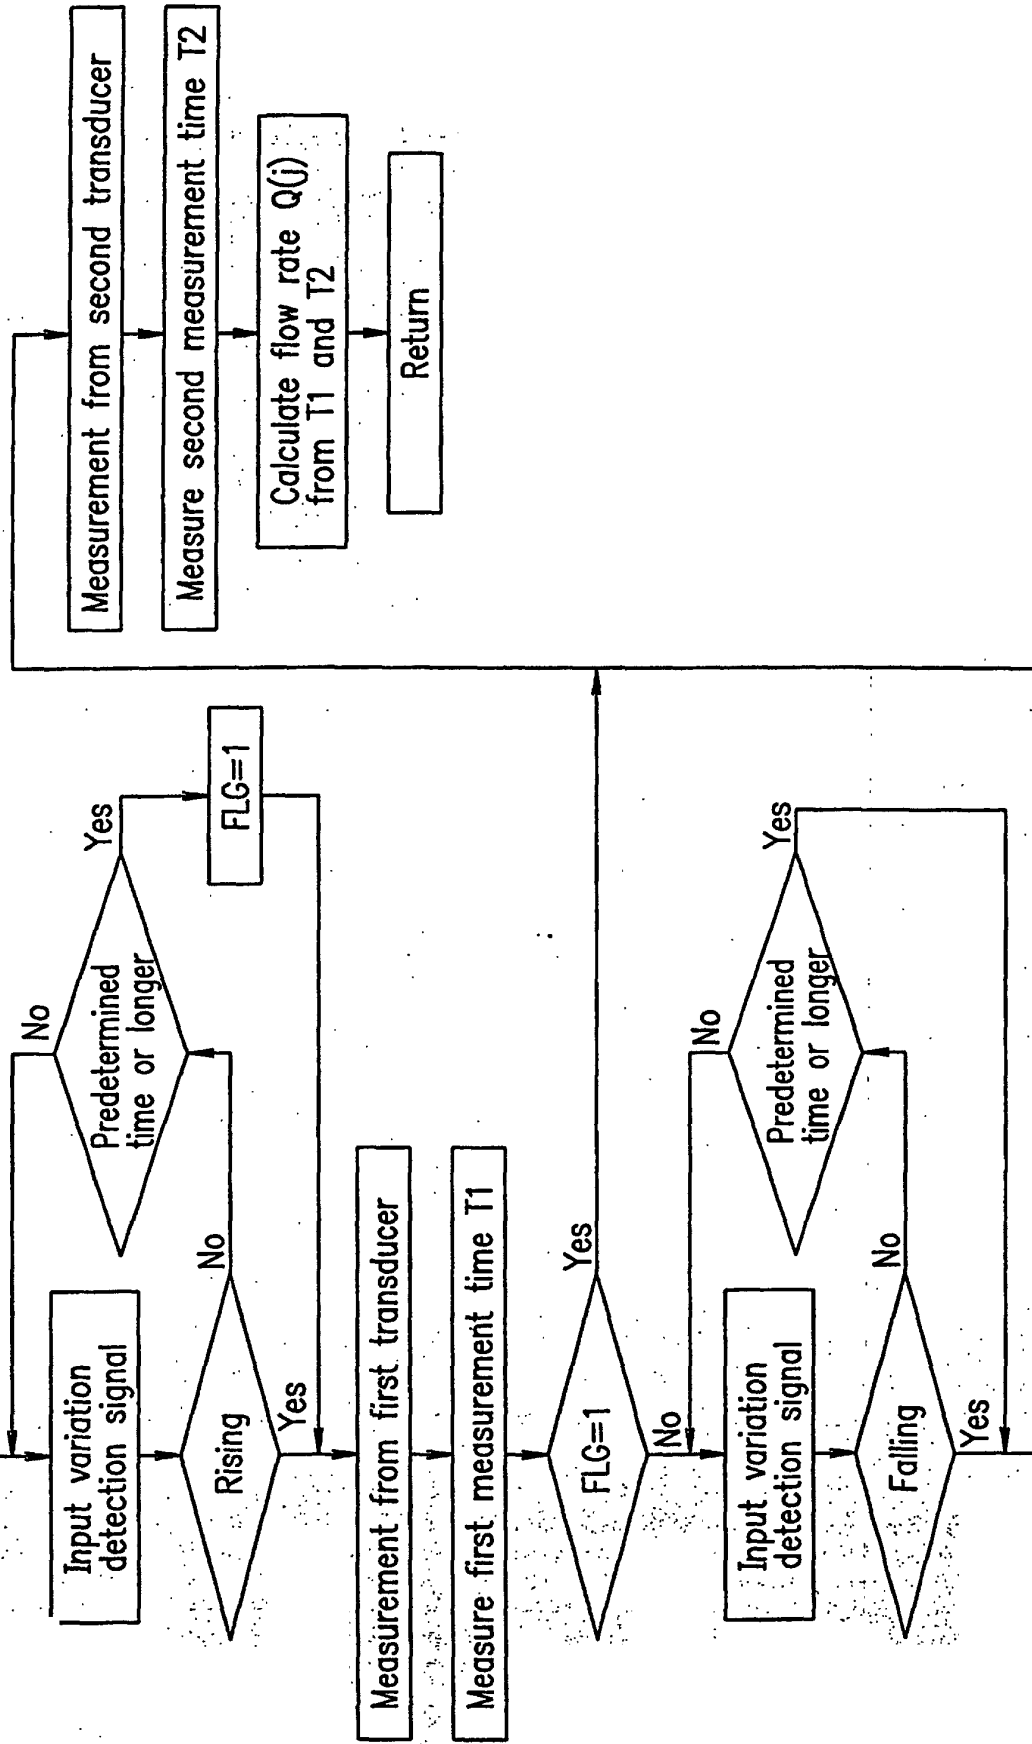 Input variation
detection signal
Rising
No
Yes
Predetermined
time or longer
No
Yes
FLG=1
Measurement from first transducer
Measure first measurement time T1
FLG=1
Yes
No
Input variation
detection signal
Falling
No
Yes
Predetermined
time or longer
No
Yes
Measurement from second transducer
Measure second measurement time T2
Calculate flow rate Q(j)
from T1 and T2
Return